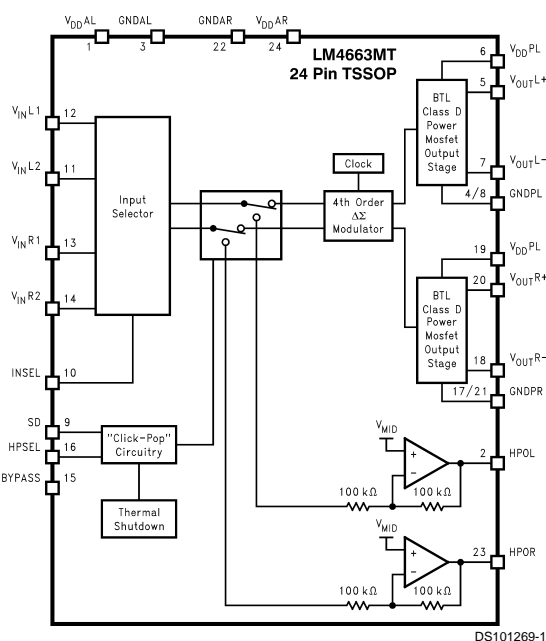 VDDAL GNDAL GNDAR VDDAR
1 3 22 24
LM4663MT
24 Pin TSSOP
VINL1 12
VINL2 11
VINR1 13
VINR2 14
INSEL 10
SD 9
HPSEL 16
BYPASS 15
Input
Selector
"Click-Pop"
Circuitry
Thermal
Shutdown
Clock
4th Order
ΔΣ
Modulator
BTL
Class D
Power
Mosfet
Output
Stage
6 VDDPL
5 VOUTL+
7 VOUTL-
4/8 GNDPL
BTL
Class D
Power
Mosfet
Output
Stage
19 VDDPL
20 VOUTR+
18 VOUTR-
17/21 GNDPR
VMID
+
-
2 HPOL
100 kΩ 100 kΩ
VMID
+
-
23 HPOR
100 kΩ 100 kΩ
DS101269-1